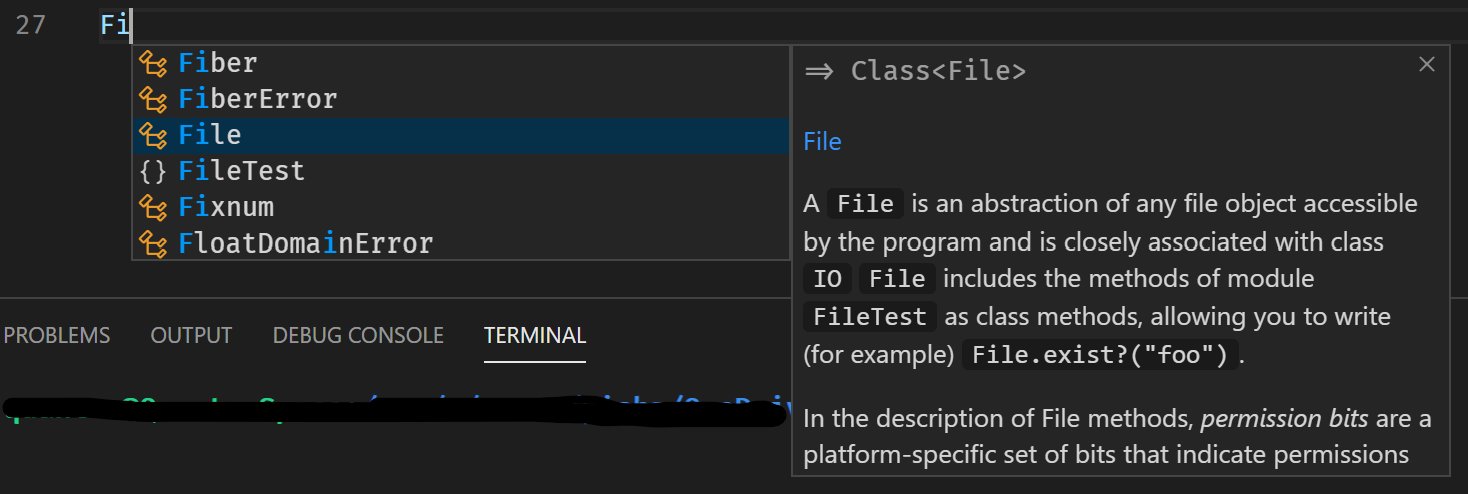 27 Fi
Fiber
FiberError
File
{} FileTest
Fixnum
FloatDomainError
⇒ Class<File>
File
A File is an abstraction of any file object accessible
by the program and is closely associated with class
IO File includes the methods of module
FileTest as class methods, allowing you to write
(for example) File.exist?("foo").
In the description of File methods, permission bits are a
platform-specific set of bits that indicate permissions
PROBLEMS OUTPUT DEBUG CONSOLE TERMINAL